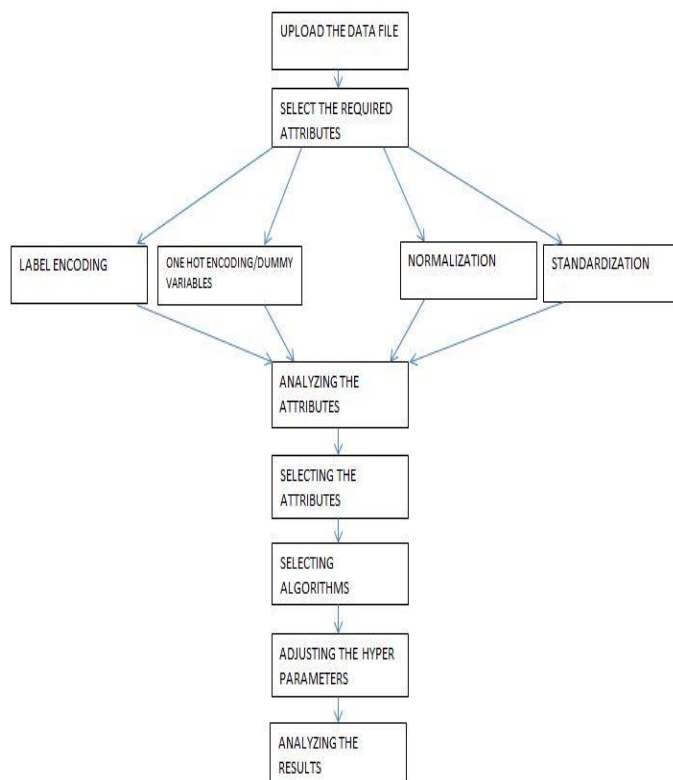 UPLOAD THE DATA FILE
SELECT THE REQUIRED
ATTRIBUTES
LABEL ENCODING
ONE HOT ENCODING/DUMMY
VARIABLES
NORMALIZATION
STANDARDIZATION
ANALYZING THE
ATTRIBUTES
SELECTING THE
ATTRIBUTES
SELECTING
ALGORITHMS
ADJUSTING THE HYPER
PARAMETERS
ANALYZING THE
RESULTS